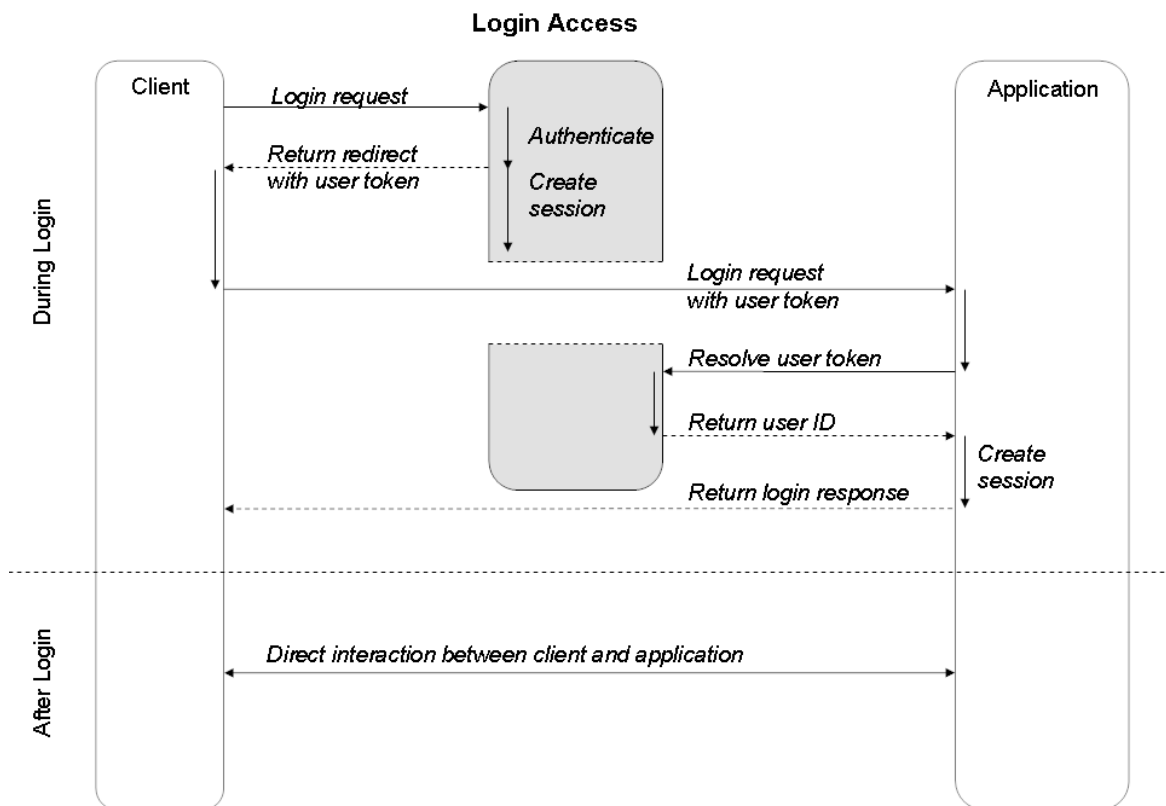 Login Access
Client
Application
Login request
Authenticate
Return redirect
with user token
Create
session
During Login
Login request
with user token
Resolve user token
Return user ID
Create
session
Return login response
After Login
Direct interaction between client and application